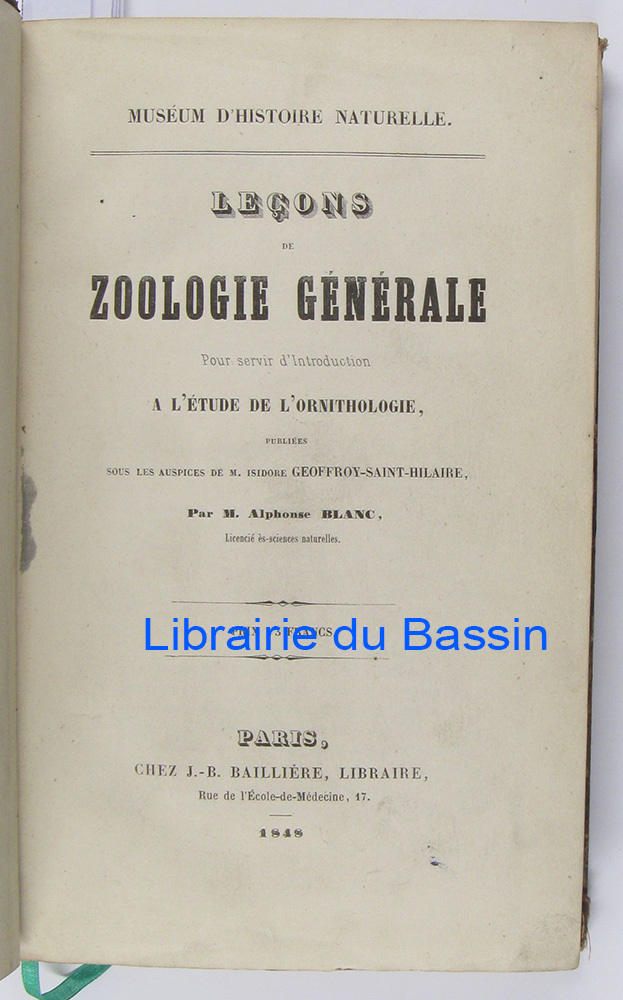 MUSÉUM D'HISTOIRE NATURELLE.
LEÇONS
DE
ZOOLOGIE GÉNÉRALE
Pour servir d'Introduction
A L'ÉTUDE DE L'ORNITHOLOGIE,
PUBLIÉES
SOUS LES AUSPICES DE M. ISIDORE GEOFFROY-SAINT-HILAIRE,
Par M. Alphonse BLANC,
Licencié ès-sciences naturelles.
FRANCS
Librairie du Bassin
PARIS,
CHEZ J.-B. BAILLIÈRE, LIBRAIRE,
Rue de l'École-de-Médecine, 17.
1848